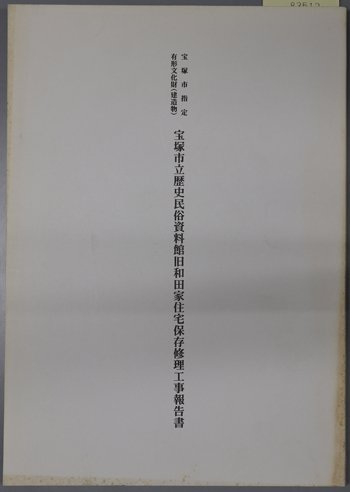 宝塚市指定
有形文化財(建造物)
宝塚市立歴史民俗資料館旧和田家住宅保存修理工事報告書